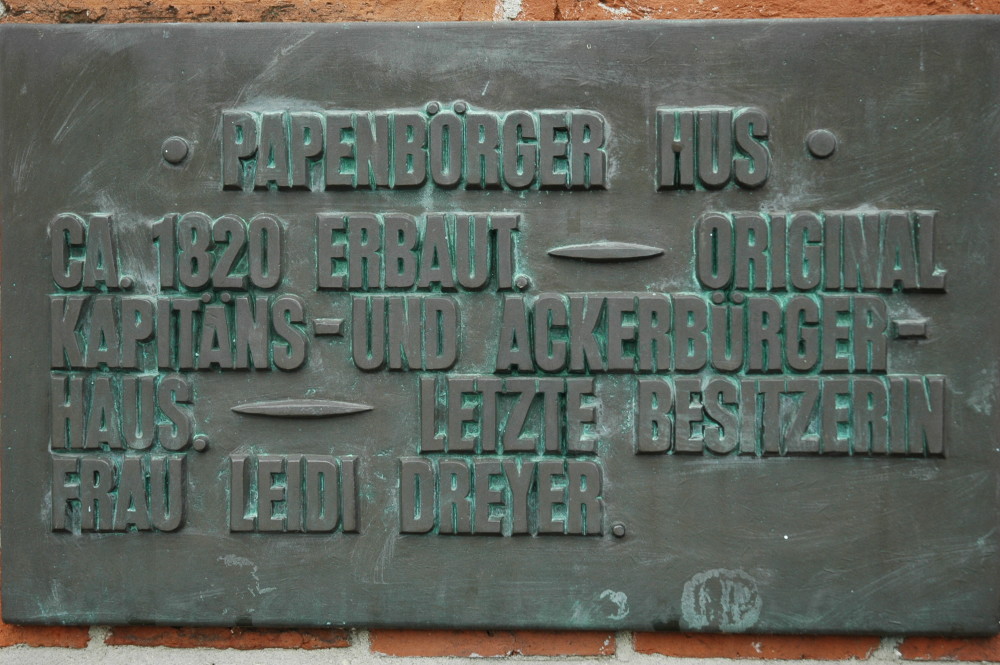 · PAPENBÖRGER HUS ·
CA. 1820 ERBAUT. — ORIGINAL
KAPITÄNS-UND ACKERBÜRGER-
HAUS. — LETZTE BESITZERIN
FRAU LEIDI DREYER.